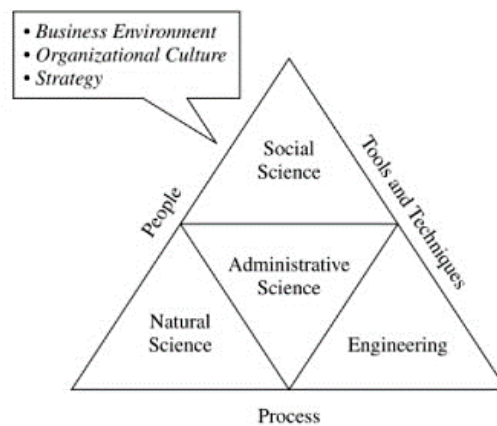 • Business Environment
• Organizational Culture
• Strategy
Social
Science
People
Tools and Techniques
Administrative
Science
Natural
Science
Engineering
Process